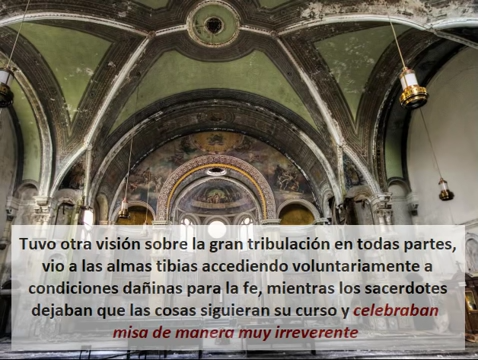 Tuvo otra visión sobre la gran tribulación en todas partes,
vio a las almas tibias accediendo voluntariamente a
condiciones dañinas para la fe, mientras los sacerdotes
dejaban que las cosas siguieran su curso y celebraban
misa de manera muy irreverente